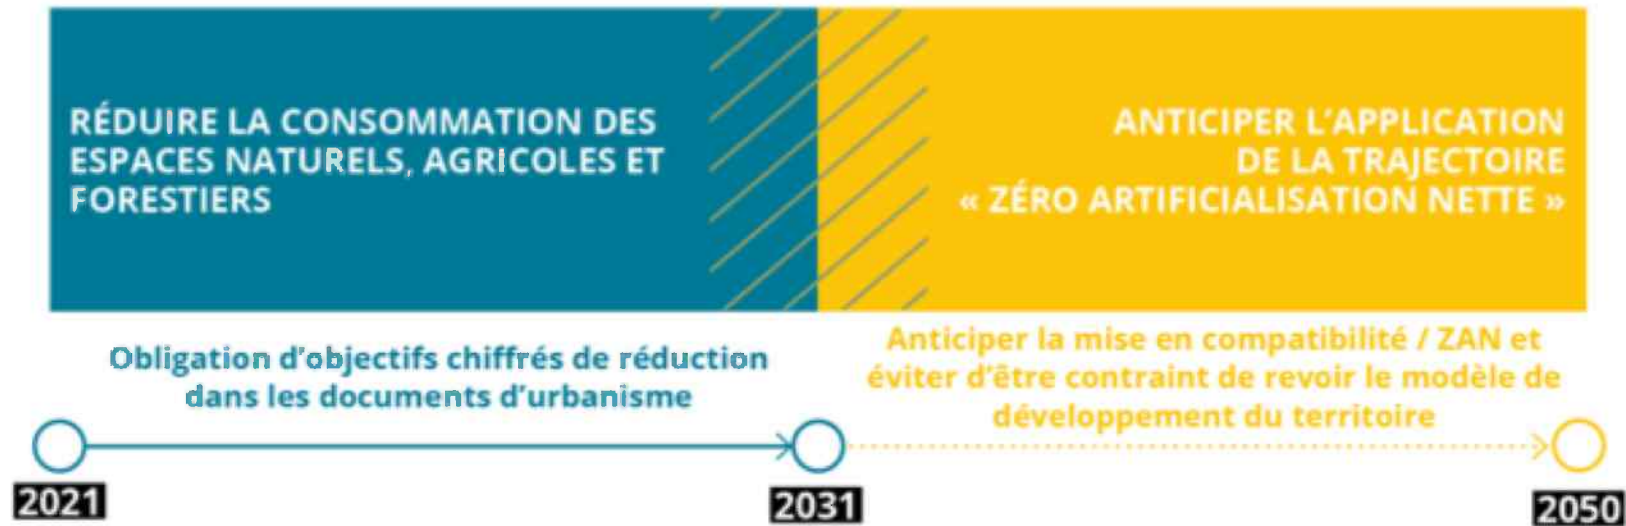 RÉDUIRE LA CONSOMMATION DES
ESPACES NATURELS, AGRICOLES ET
FORESTIERS
ANTICIPER L’APPLICATION
DE LA TRAJECTOIRE
« ZÉRO ARTIFICIALISATION NETTE »
Obligation d’objectifs chiffrés de réduction
dans les documents d’urbanisme
Anticiper la mise en compatibilité / ZAN et
éviter d’être contraint de revoir le modèle de
développement du territoire
2021
2031
2050